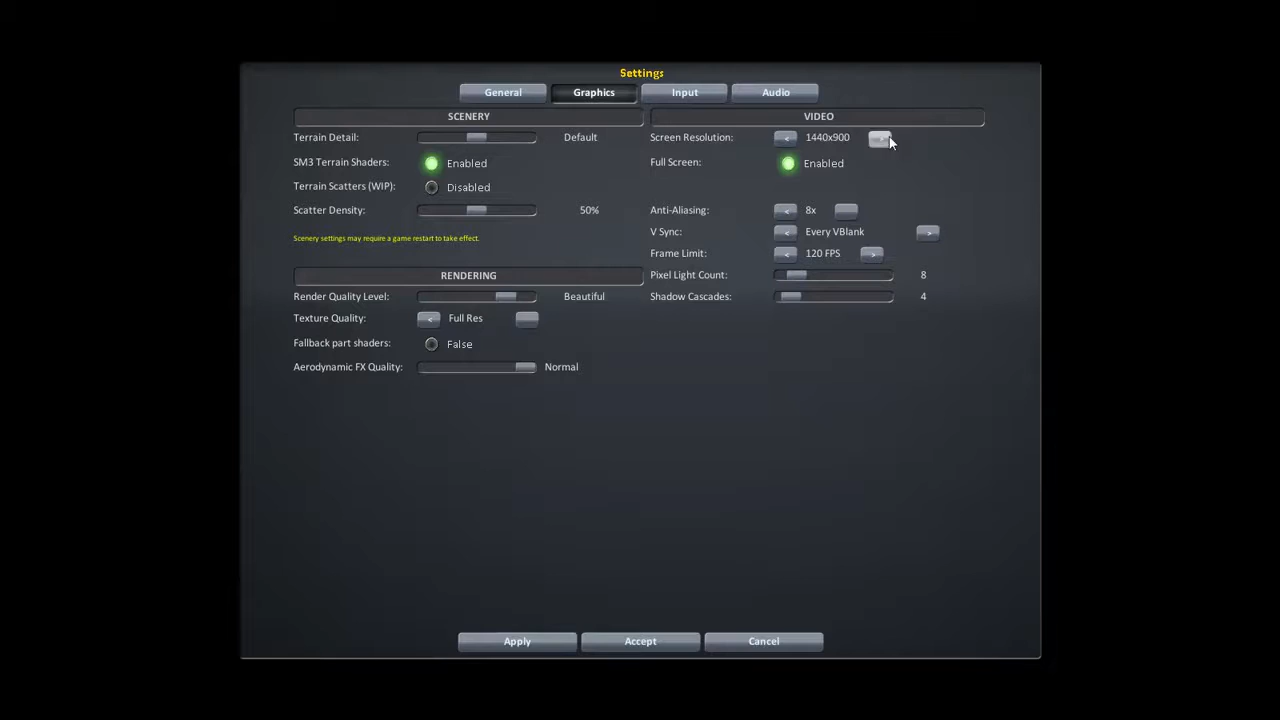 Settings
General Graphics Input Audio
SCENERY
Terrain Detail: Default
SM3 Terrain Shaders: Enabled
Terrain Scatters (WIP): Disabled
Scatter Density: 50%
Scenery settings may require a game restart to take effect.
RENDERING
Render Quality Level: Beautiful
Texture Quality: < Full Res
Fallback part shaders: False
Aerodynamic FX Quality: Normal
VIDEO
Screen Resolution: < 1440x900 >
Full Screen: Enabled
Anti-Aliasing: < 8x
V Sync: < Every VBlank >
Frame Limit: < 120 FPS >
Pixel Light Count: 8
Shadow Cascades: 4
Apply Accept Cancel